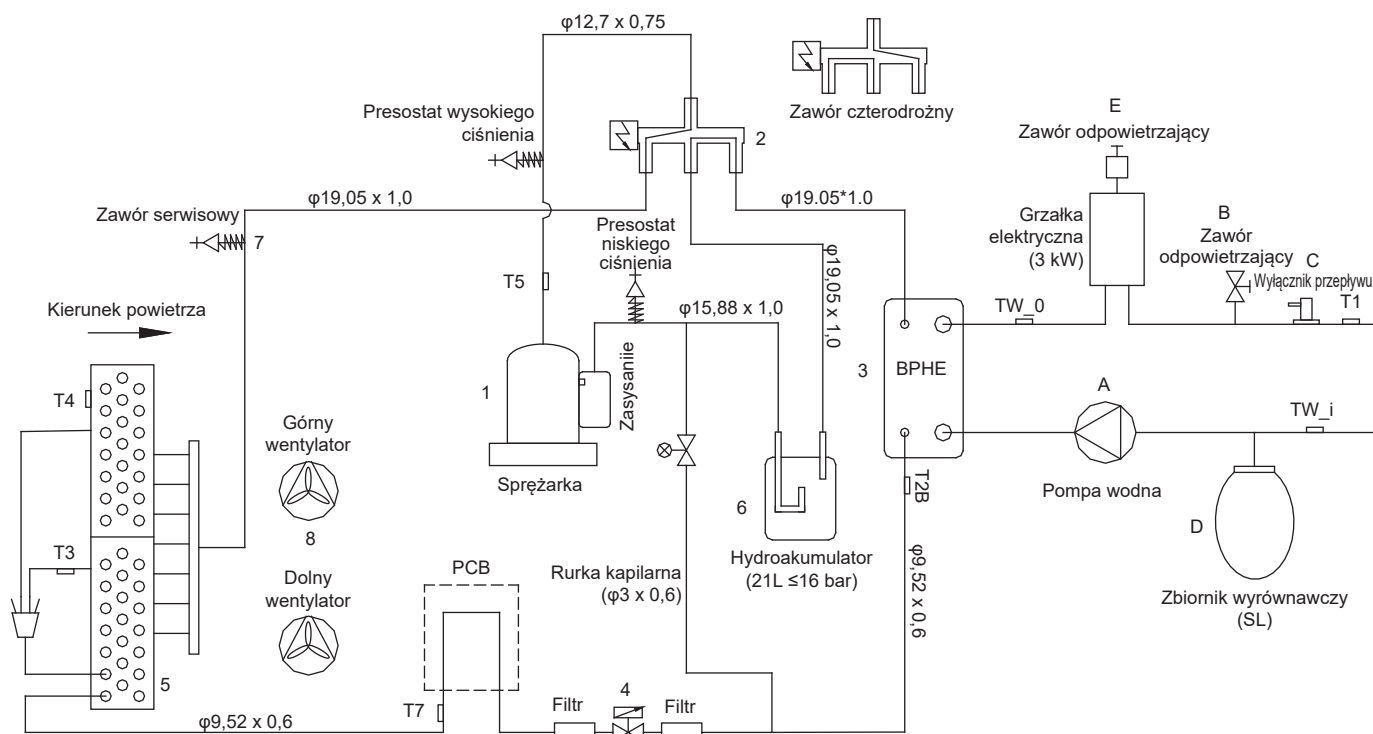 φ12,7 x 0,75
Zawór czterodrożny
Presostat wysokiego
ciśnienia
2
E
Zawór odpowietrzający
φ19,05 x 1,0
φ19.05*1.0
Zawór serwisowy
7
Presostat
niskiego
ciśnienia
Grzałka
elektryczna
(3 kW)
B
Zawór
odpowietrzający
C
Wyłącznik przepływu
T5
φ19,05 x 1,0
Kierunek powietrza
φ15,88 x 1,0
TW_0
T1
1
Zasysaniie
3
BPHE
A
T4
Górny
wentylator
TW_i
Sprężarka
T2B
Pompa wodna
6
D
8
T3
PCB
Hydroakumulator
(21L ≤16 bar)
Rurka kapilarna
(φ3 x 0,6)
φ9,52 x 0,6
Dolny
wentylator
Zbiornik wyrównawczy
(SL)
5
T7
Filtr
4
Filtr
φ9,52 x 0,6